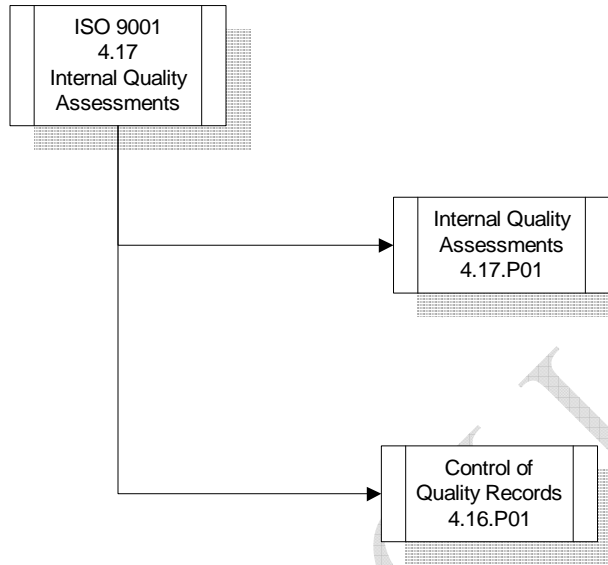 ISO 9001
4.17
Internal Quality
Assessments
Internal Quality
Assessments
4.17.P01
Control of
Quality Records
4.16.P01